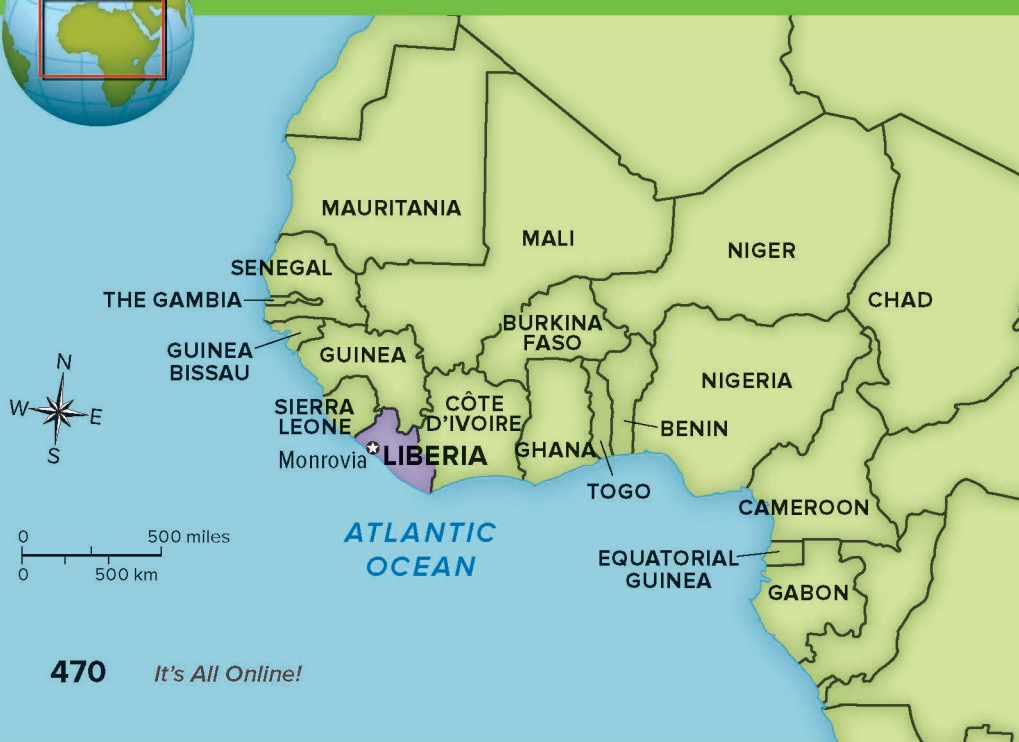 MAURITANIA
MALI
NIGER
CHAD
SENEGAL
THE GAMBIA
GUINEA
BISSAU
GUINEA
BURKINA
FASO
NIGERIA
SIERRA
LEONE
CÔTE
D'IVOIRE
GHANA
BENIN
TOGO
Monrovia
LIBERIA
CAMEROON
EQUATORIAL
GUINEA
GABON
ATLANTIC
OCEAN
N
W E
S
0 500 miles
0 500 km
470 It's All Online!